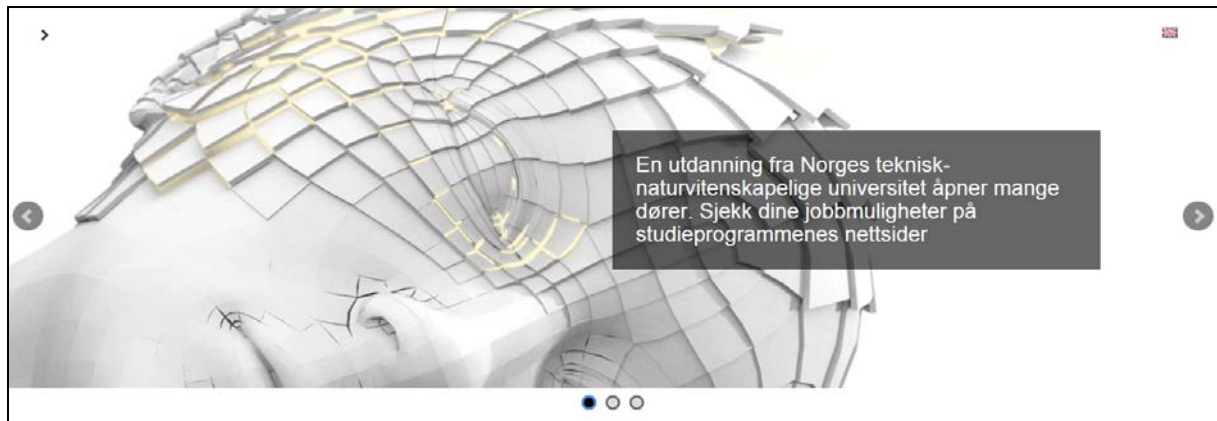 En utdanning fra Norges teknisk-
naturvitenskapelige universitet åpner mange
dører. Sjekk dine jobbmuligheter på
studieprogrammenes nettsider